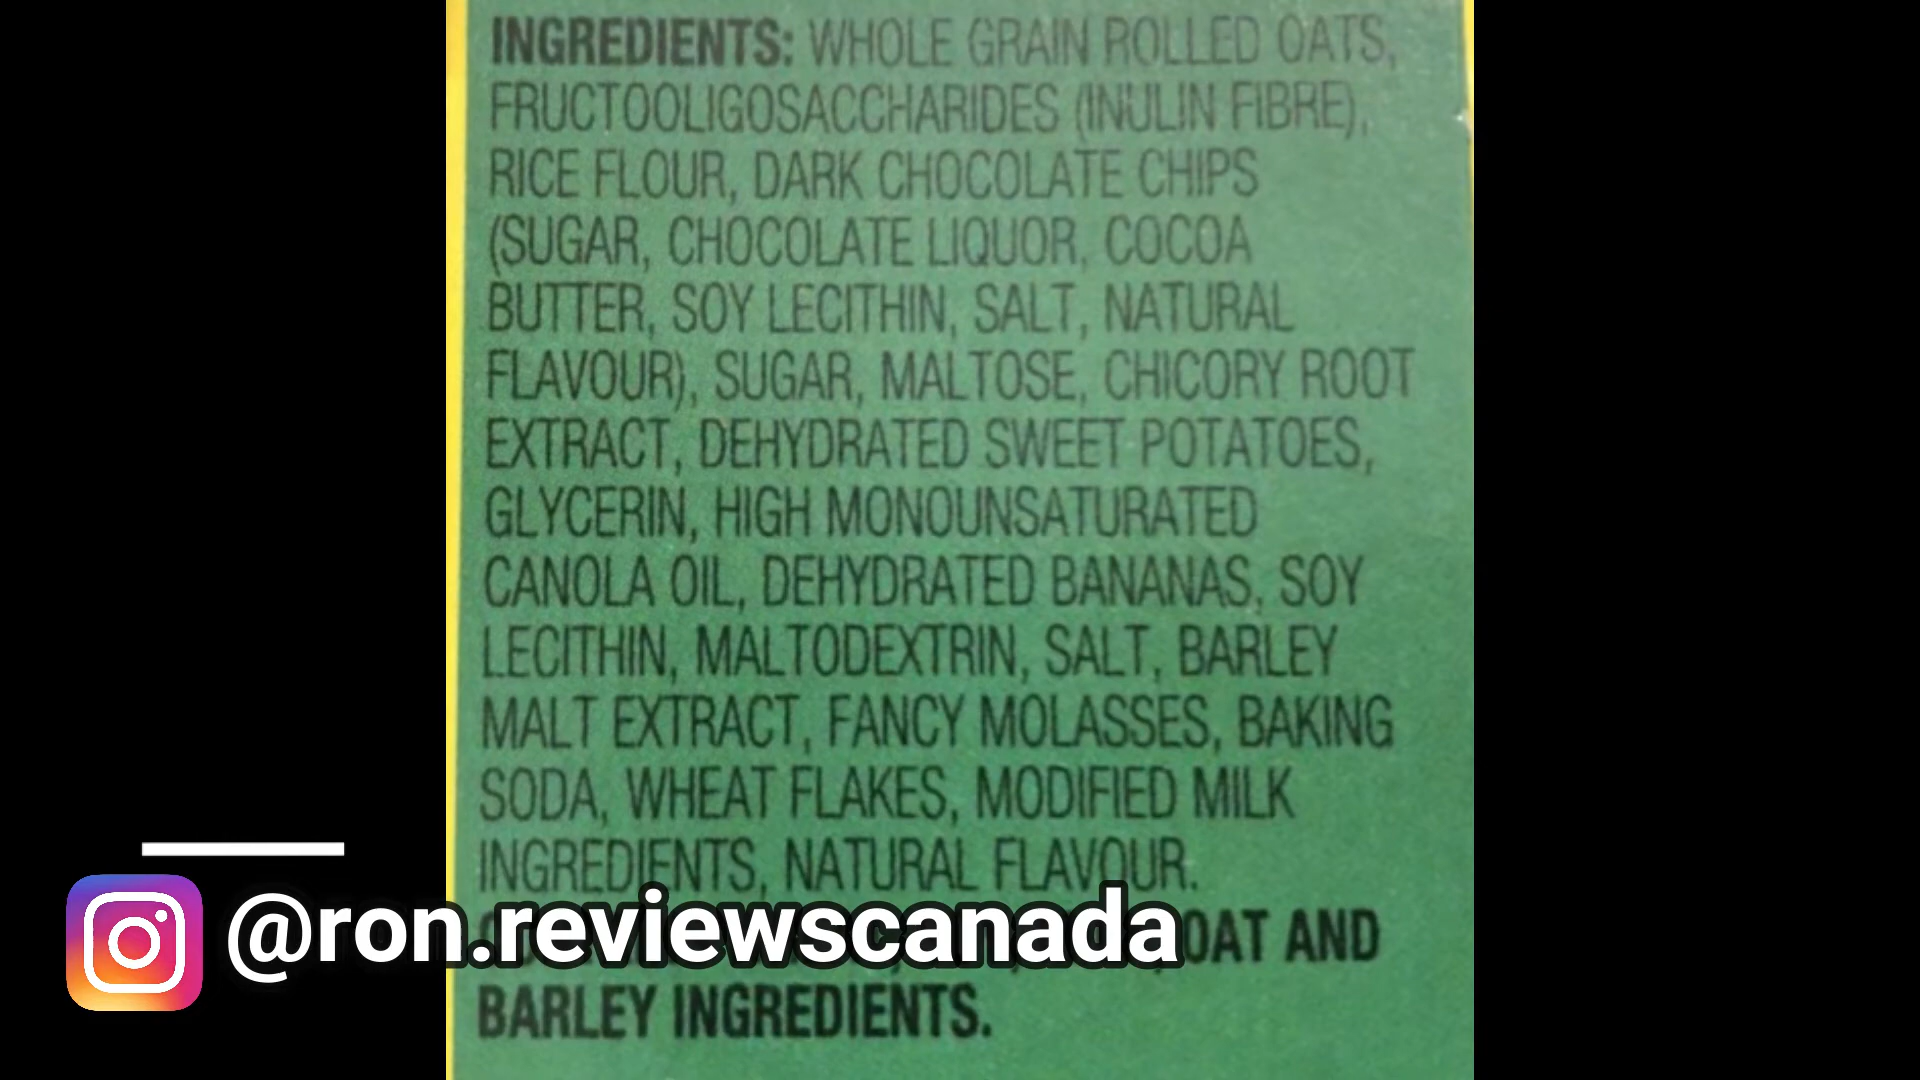 INGREDIENTS: WHOLE GRAIN ROLLED OATS,
FRUCTOOLIGOSACCHARIDES (INULIN FIBRE),
RICE FLOUR, DARK CHOCOLATE CHIPS
(SUGAR, CHOCOLATE LIQUOR, COCOA
BUTTER, SOY LECITHIN, SALT, NATURAL
FLAVOUR), SUGAR, MALTOSE, CHICORY ROOT
EXTRACT, DEHYDRATED SWEET POTATOES,
GLYCERIN, HIGH MONOUNSATURATED
CANOLA OIL, DEHYDRATED BANANAS, SOY
LECITHIN, MALTODEXTRIN, SALT, BARLEY
MALT EXTRACT, FANCY MOLASSES, BAKING
SODA, WHEAT FLAKES, MODIFIED MILK
INGREDIENTS, NATURAL FLAVOUR.
OAT AND
BARLEY INGREDIENTS.
@ron.reviewscanada